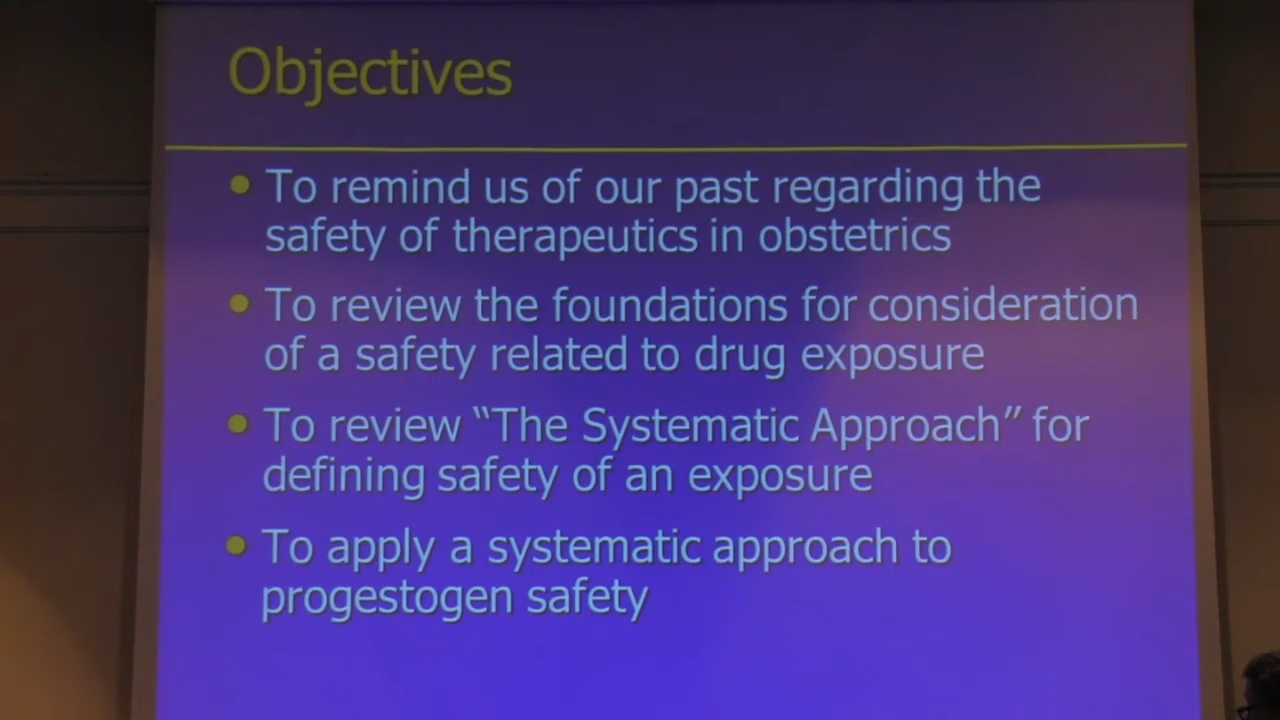 Objectives
• To remind us of our past regarding the
safety of therapeutics in obstetrics
• To review the foundations for consideration
of a safety related to drug exposure
• To review “The Systematic Approach” for
defining safety of an exposure
• To apply a systematic approach to
progestogen safety